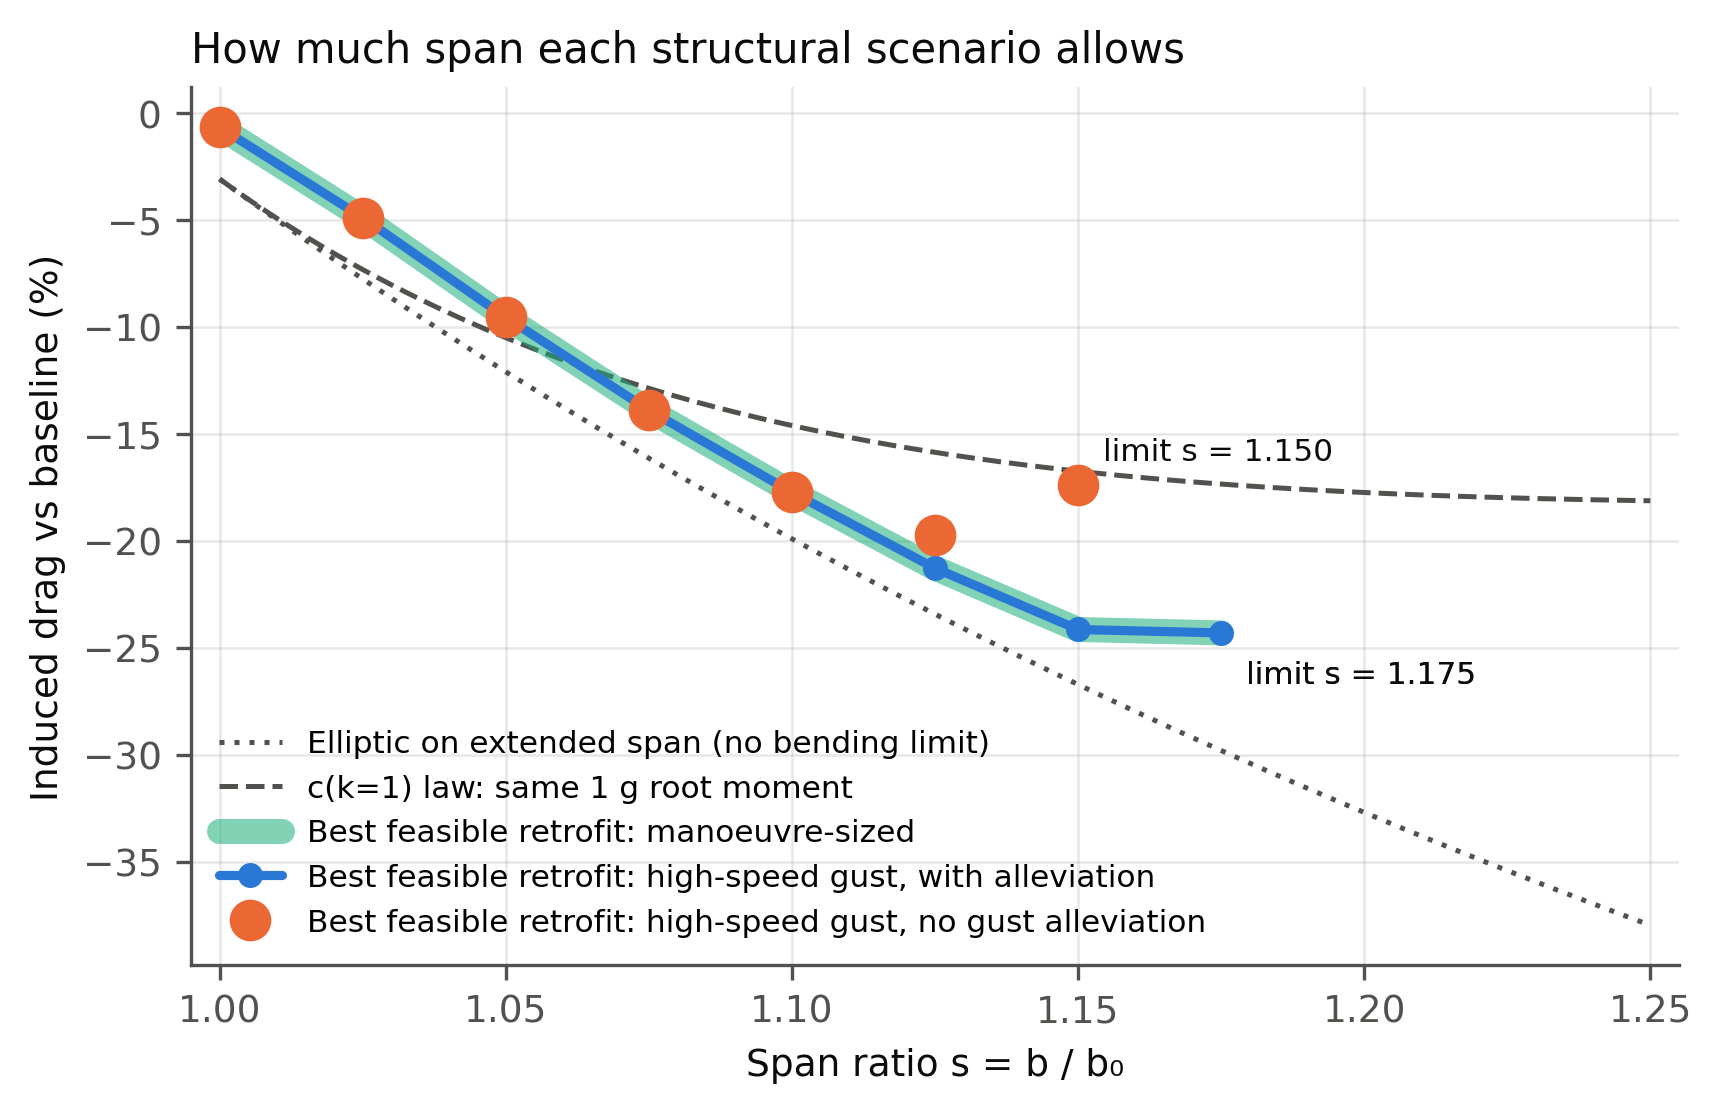 How much span each structural scenario allows
Induced drag vs baseline (%)
0
−5
−10
−15
−20
−25
−30
−35
limit s = 1.150
limit s = 1.175
Elliptic on extended span (no bending limit)
c(k=1) law: same 1 g root moment
Best feasible retrofit: manoeuvre-sized
Best feasible retrofit: high-speed gust, with alleviation
Best feasible retrofit: high-speed gust, no gust alleviation
1.00
1.05
1.10
1.15
1.20
1.25
Span ratio s = b / b₀